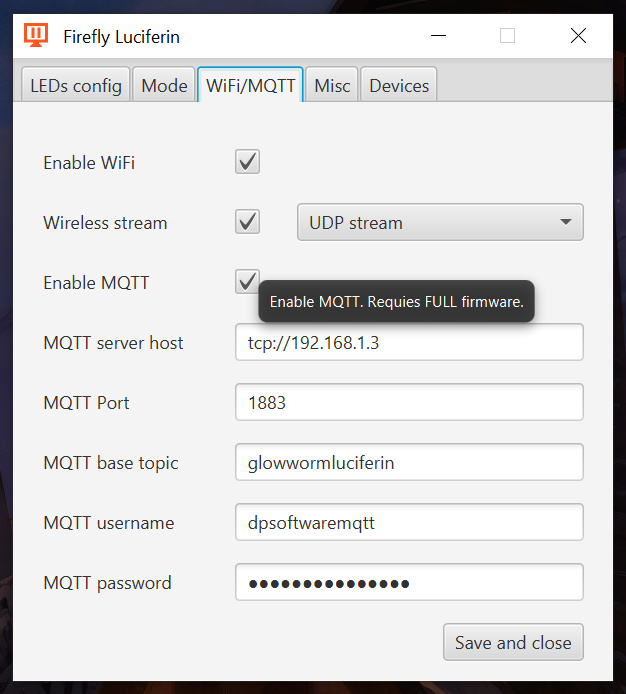 Firefly Luciferin
LEDs config Mode WiFi/MQTT Misc Devices
Enable WiFi
Wireless stream UDP stream
Enable MQTT
Enable MQTT. Requies FULL firmware.
MQTT server host tcp://192.168.1.3
MQTT Port 1883
MQTT base topic glowwormluciferin
MQTT username dpsoftwaremqtt
MQTT password ●●●●●●●●●●●●●●●
Save and close